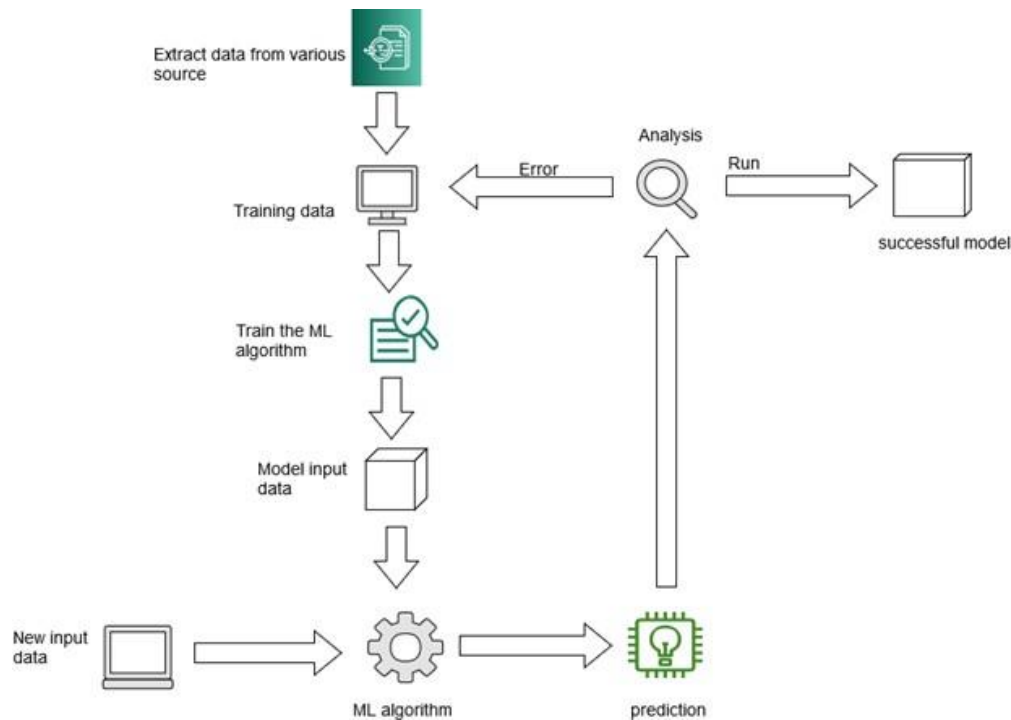 Extract data from various
source
Analysis
Error
Run
Training data
successful model
Train the ML
algorithm
Model input
data
New input
data
ML algorithm
prediction